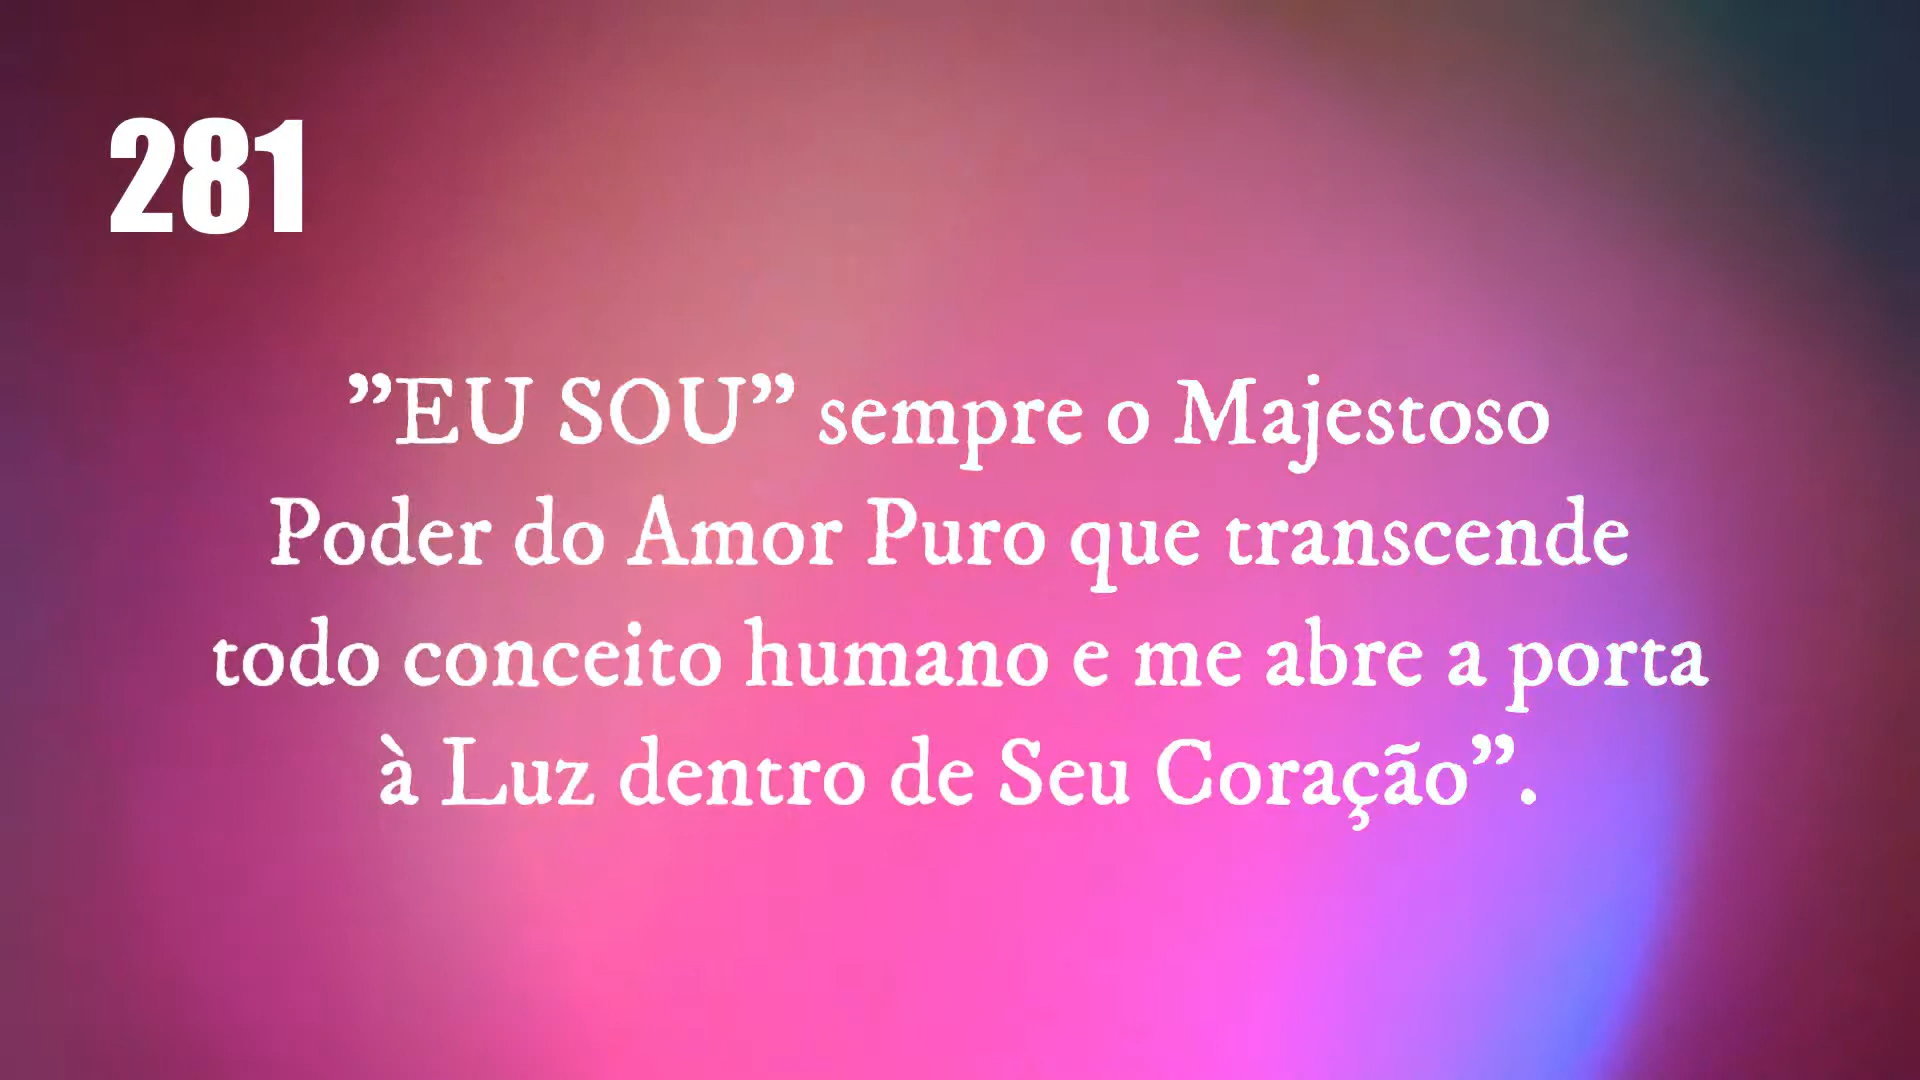 281
”EU SOU” sempre o Majestoso
Poder do Amor Puro que transcende
todo conceito humano e me abre a porta
à Luz dentro de Seu Coração”.